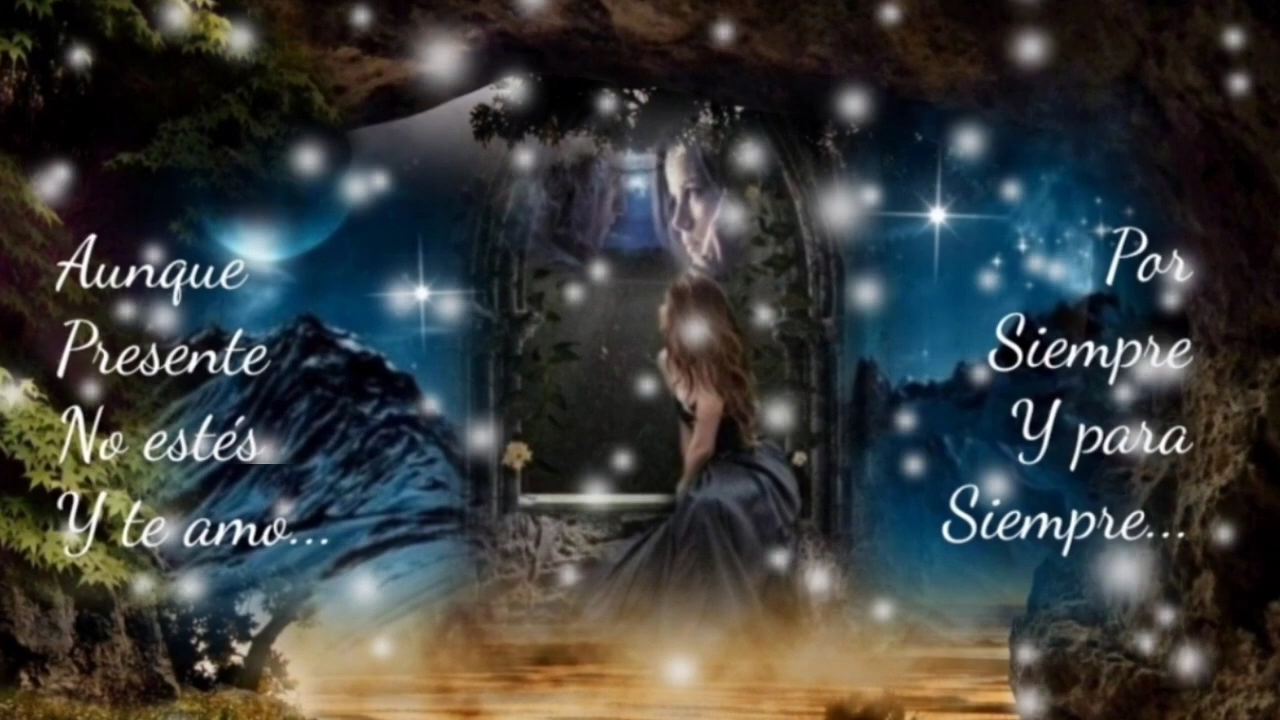 Aunque
Presente
No estés
Y te amo...
Por
Siempre
Y para
Siempre...